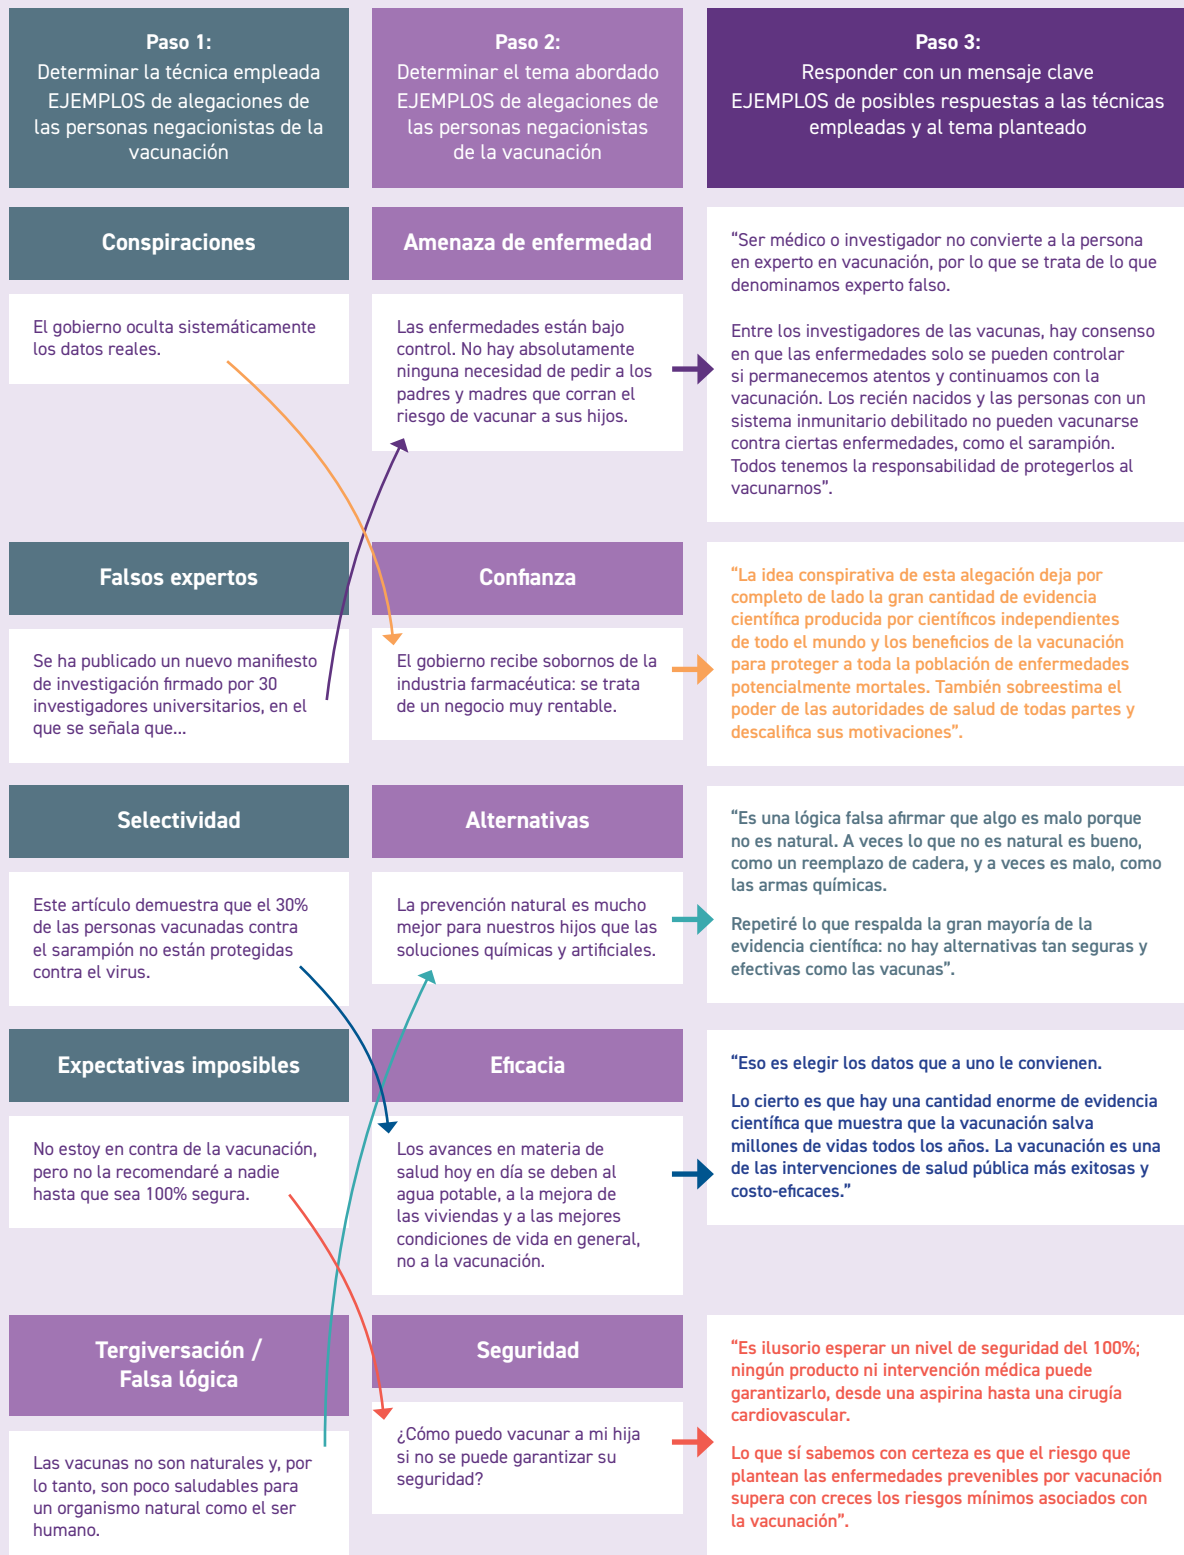 Paso 1:
Determinar la técnica empleada
EJEMPLOS de alegaciones de
las personas negacionistas de la
vacunación
Paso 2:
Determinar el tema abordado
EJEMPLOS de alegaciones de
las personas negacionistas
de la vacunación
Paso 3:
Responder con un mensaje clave
EJEMPLOS de posibles respuestas a las técnicas
empleadas y al tema planteado
Conspiraciones
El gobierno oculta sistemáticamente
los datos reales.
Amenaza de enfermedad
Las enfermedades están bajo
control. No hay absolutamente
ninguna necesidad de pedir a los
padres y madres que corran el
riesgo de vacunar a sus hijos.
“Ser médico o investigador no convierte a la persona
en experto en vacunación, por lo que se trata de lo que
denominamos experto falso.
Entre los investigadores de las vacunas, hay consenso
en que las enfermedades solo se pueden controlar
si permanecemos atentos y continuamos con la
vacunación. Los recién nacidos y las personas con un
sistema inmunitario debilitado no pueden vacunarse
contra ciertas enfermedades, como el sarampión.
Todos tenemos la responsabilidad de protegerlos al
vacunarnos”.
Falsos expertos
Se ha publicado un nuevo manifiesto
de investigación firmado por 30
investigadores universitarios, en el
que se señala que...
Confianza
El gobierno recibe sobornos de la
industria farmacéutica: se trata
de un negocio muy rentable.
“La idea conspirativa de esta alegación deja por
completo de lado la gran cantidad de evidencia
científica producida por científicos independientes
de todo el mundo y los beneficios de la vacunación
para proteger a toda la población de enfermedades
potencialmente mortales. También sobreestima el
poder de las autoridades de salud de todas partes y
descalifica sus motivaciones”.
Selectividad
Este artículo demuestra que el 30%
de las personas vacunadas contra
el sarampión no están protegidas
contra el virus.
Alternativas
La prevención natural es mucho
mejor para nuestros hijos que las
soluciones químicas y artificiales.
“Es una lógica falsa afirmar que algo es malo porque
no es natural. A veces lo que no es natural es bueno,
como un reemplazo de cadera, y a veces es malo, como
las armas químicas.
Repetiré lo que respalda la gran mayoría de la
evidencia científica: no hay alternativas tan seguras y
efectivas como las vacunas”.
Expectativas imposibles
No estoy en contra de la vacunación,
pero no la recomendaré a nadie
hasta que sea 100% segura.
Eficacia
Los avances en materia de
salud hoy en día se deben al
agua potable, a la mejora de
las viviendas y a las mejores
condiciones de vida en general,
no a la vacunación.
“Eso es elegir los datos que a uno le convienen.
Lo cierto es que hay una cantidad enorme de evidencia
científica que muestra que la vacunación salva
millones de vidas todos los años. La vacunación es una
de las intervenciones de salud pública más exitosas y
costo-eficaces.”
Tergiversación /
Falsa lógica
Las vacunas no son naturales y, por
lo tanto, son poco saludables para
un organismo natural como el ser
humano.
Seguridad
¿Cómo puedo vacunar a mi hija
si no se puede garantizar su
seguridad?
“Es ilusorio esperar un nivel de seguridad del 100%;
ningún producto ni intervención médica puede
garantizarlo, desde una aspirina hasta una cirugía
cardiovascular.
Lo que sí sabemos con certeza es que el riesgo que
plantean las enfermedades prevenibles por vacunación
supera con creces los riesgos mínimos asociados con
la vacunación”.